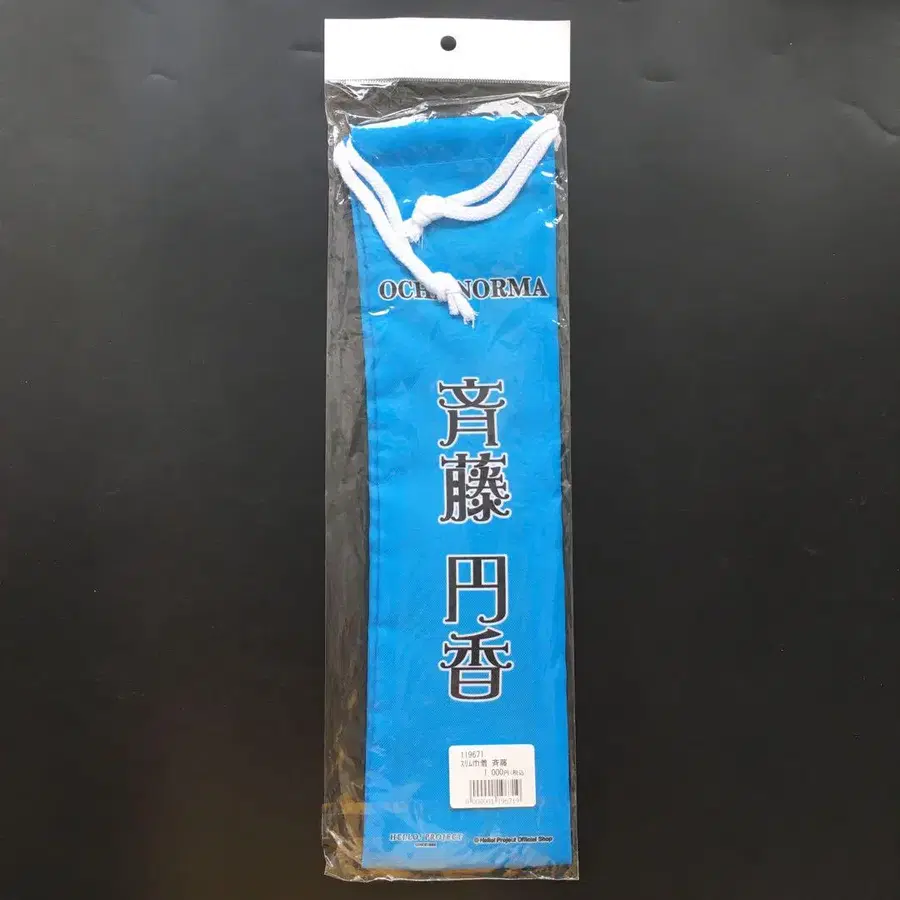 OCHA NORMA
斉藤
円香
119671
スリム巾着 斉藤
1,000円(税込)
HELLO! PROJECT
© Hello! Project Official Shop